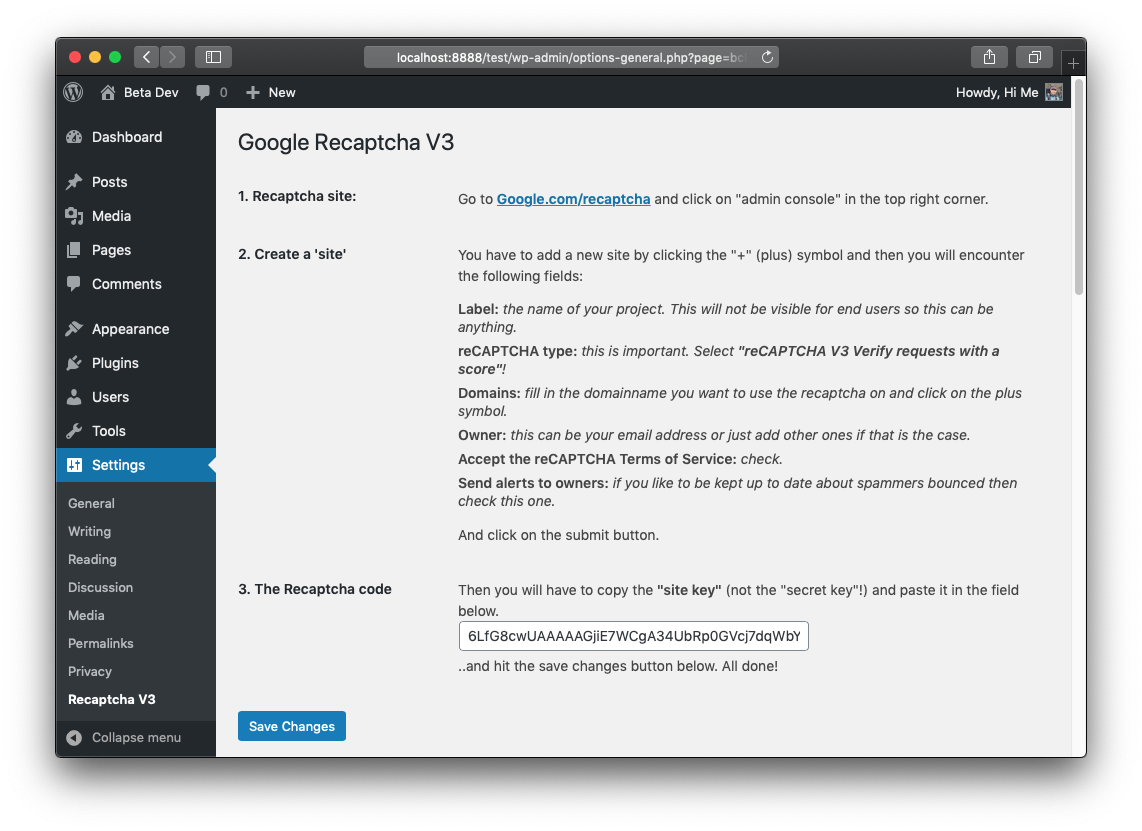 localhost:8888/test/wp-admin/options-general.php?page=bc
Beta Dev 0 New
Howdy, Hi Me
Dashboard
Posts
Media
Pages
Comments
Appearance
Plugins
Users
Tools
Settings
General
Writing
Reading
Discussion
Media
Permalinks
Privacy
Recaptcha V3
Collapse menu
Google Recaptcha V3
1. Recaptcha site:
Go to Google.com/recaptcha and click on "admin console" in the top right corner.
2. Create a 'site'
You have to add a new site by clicking the "+" (plus) symbol and then you will encounter
the following fields:
Label: the name of your project. This will not be visible for end users so this can be
anything.
reCAPTCHA type: this is important. Select "reCAPTCHA V3 Verify requests with a
score"!
Domains: fill in the domainname you want to use the recaptcha on and click on the plus
symbol.
Owner: this can be your email address or just add other ones if that is the case.
Accept the reCAPTCHA Terms of Service: check.
Send alerts to owners: if you like to be kept up to date about spammers bounced then
check this one.
And click on the submit button.
3. The Recaptcha code
Then you will have to copy the "site key" (not the "secret key"!) and paste it in the field
below.
6LfG8cwUAAAAAGjiE7WCgA34UbRp0GVcj7dqWbY
..and hit the save changes button below. All done!
Save Changes